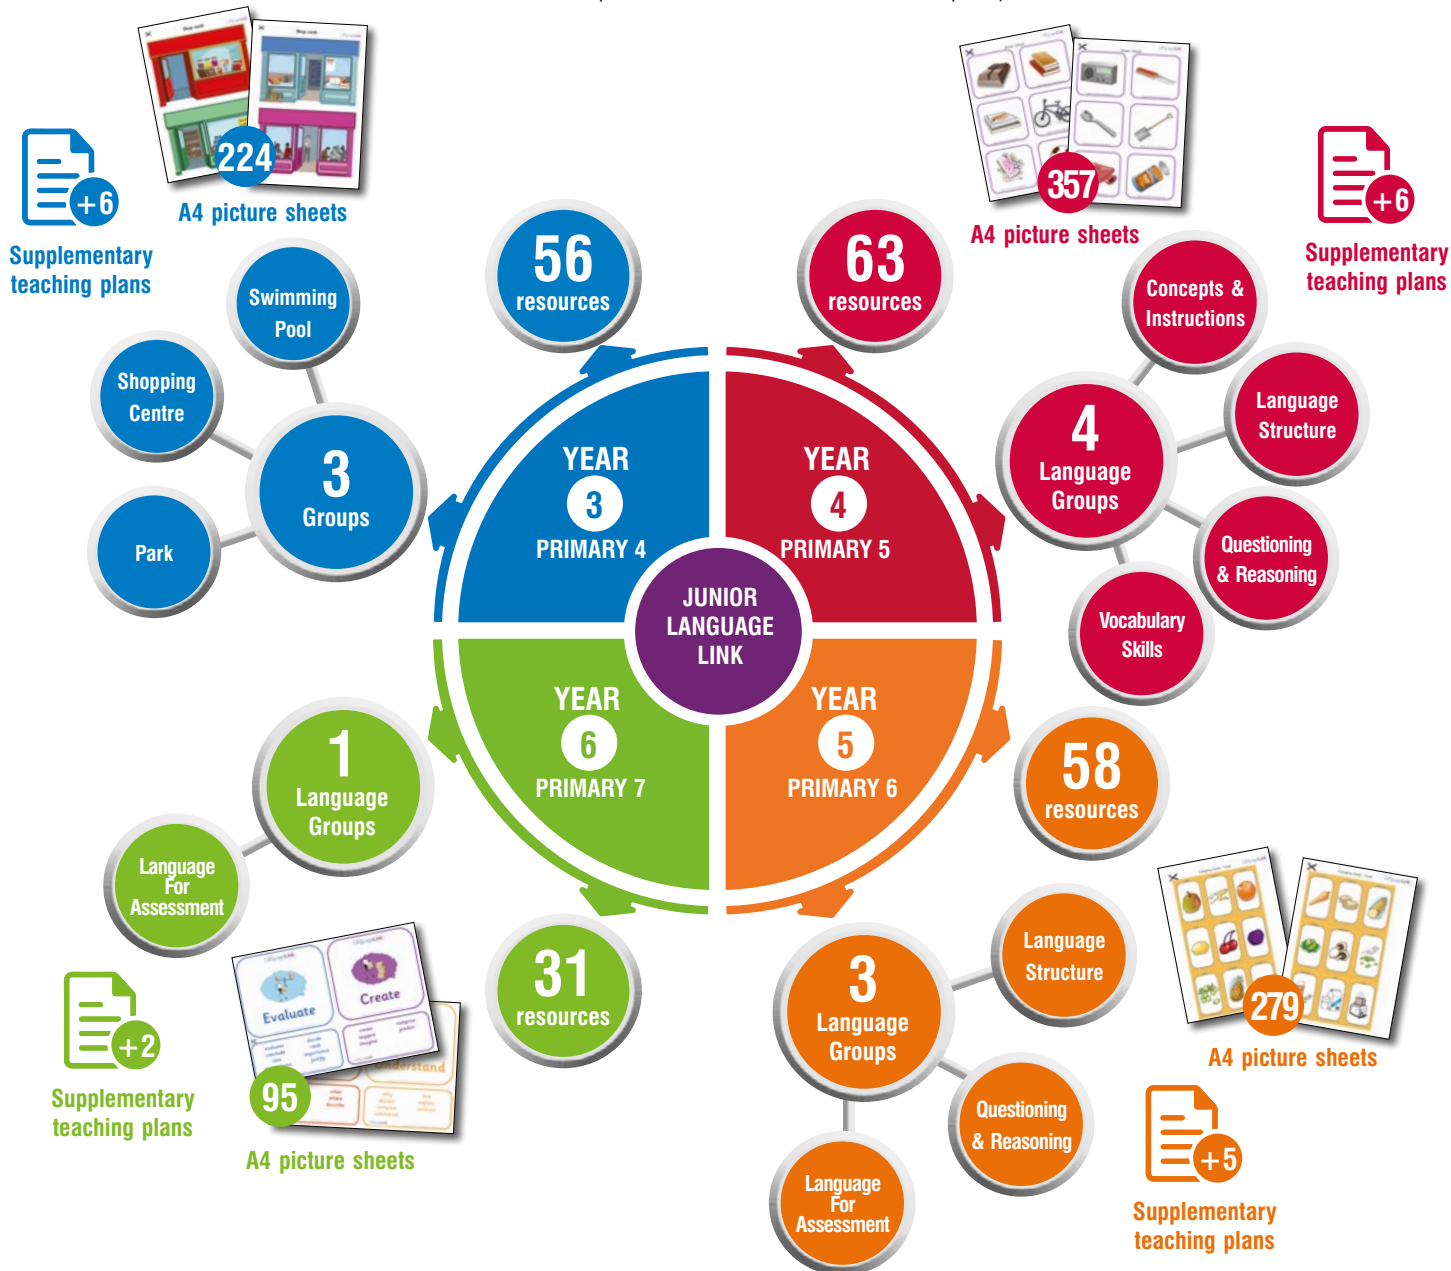 224
A4 picture sheets
+6
Supplementary
teaching plans
56
resources
Swimming
Pool
Shopping
Centre
Park
3
Groups
YEAR
3
PRIMARY 4
357
A4 picture sheets
+6
Supplementary
teaching plans
63
resources
Concepts &
Instructions
Language
Structure
Questioning
& Reasoning
Vocabulary
Skills
4
Language
Groups
YEAR
4
PRIMARY 5
JUNIOR
LANGUAGE
LINK
YEAR
6
PRIMARY 7
1
Language
Groups
Language
For
Assessment
31
resources
+2
Supplementary
teaching plans
Evaluate
Create
Understand
95
A4 picture sheets
YEAR
5
PRIMARY 6
58
resources
3
Language
Groups
Language
Structure
Questioning
& Reasoning
Language
For
Assessment
279
A4 picture sheets
+5
Supplementary
teaching plans